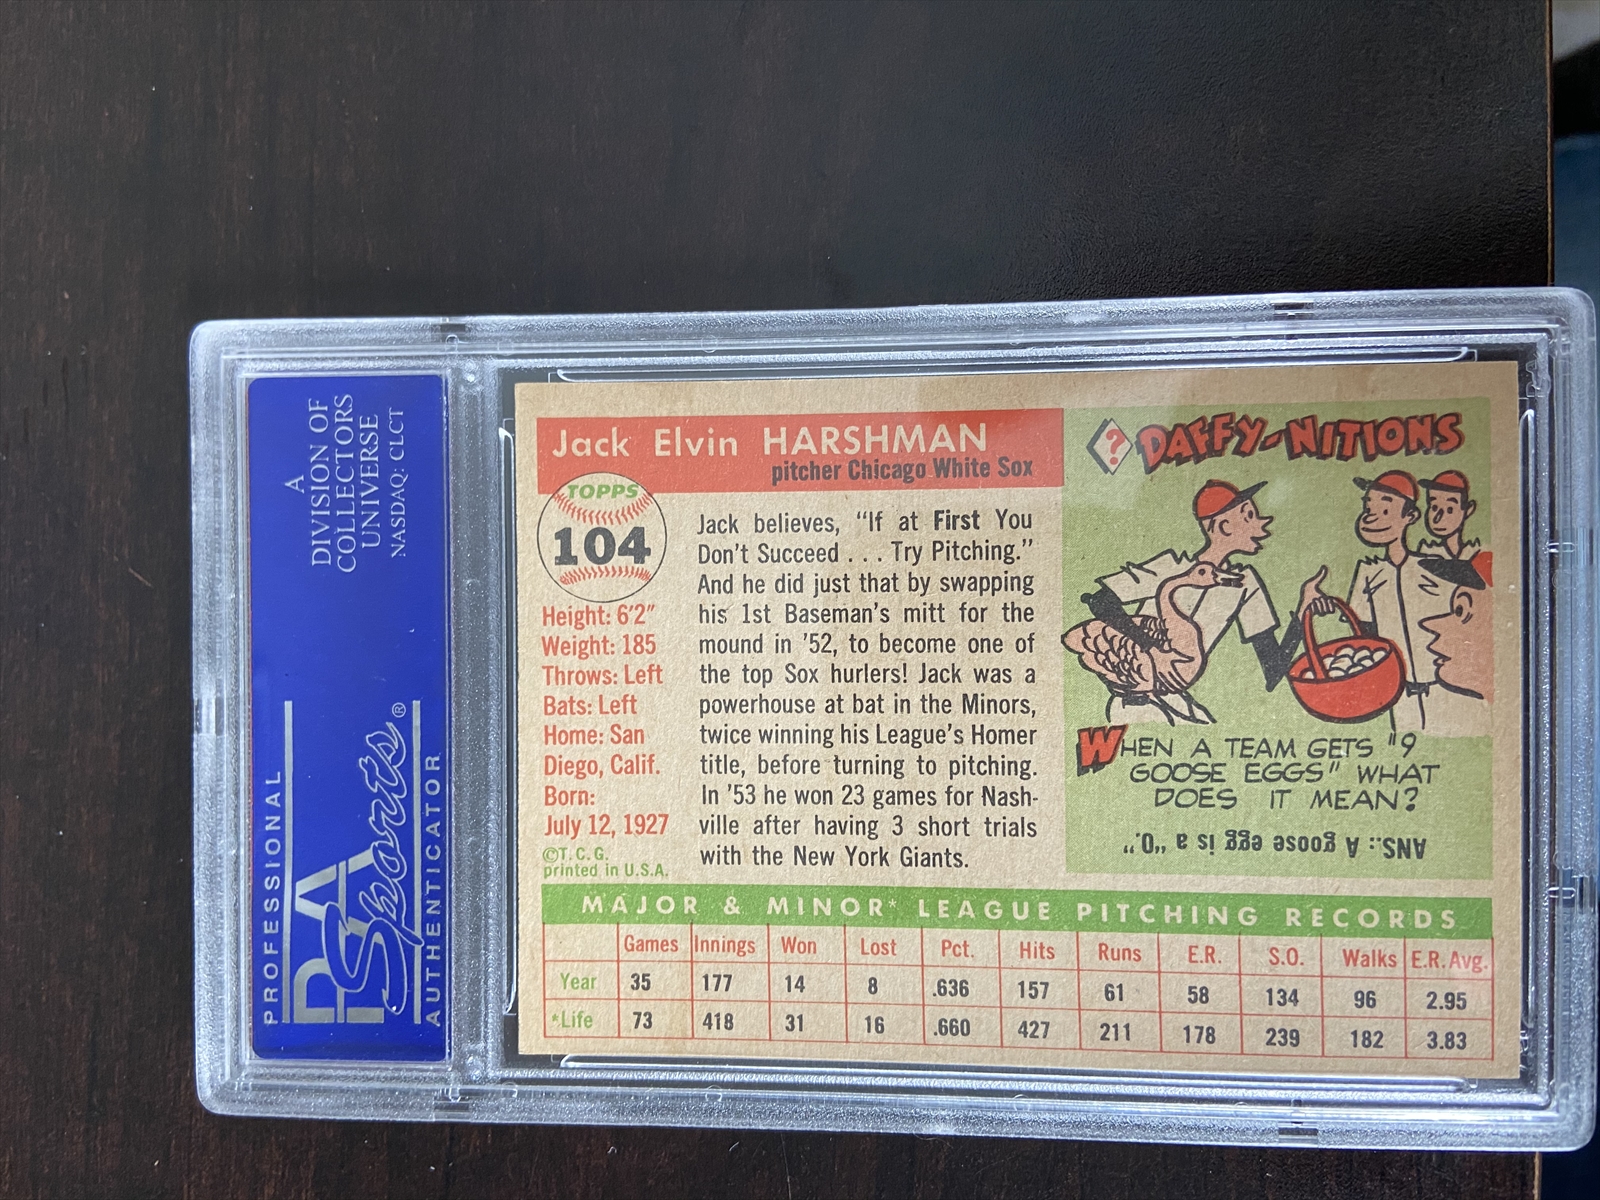 A
DIVISION OF
COLLECTORS
UNIVERSE
NASDAQ: CLCT
PROFESSIONAL
PSA
Sports®
AUTHENTICATOR
Jack Elvin HARSHMAN
pitcher Chicago White Sox
TOPPS
104
Height: 6'2"
Weight: 185
Throws: Left
Bats: Left
Home: San
Diego, Calif.
Born:
July 12, 1927
©T. C. G.
printed in U.S.A.
Jack believes, "If at First You
Don't Succeed . . . Try Pitching."
And he did just that by swapping
his 1st Baseman's mitt for the
mound in '52, to become one of
the top Sox hurlers! Jack was a
powerhouse at bat in the Minors,
twice winning his League's Homer
title, before turning to pitching.
In '53 he won 23 games for Nash-
ville after having 3 short trials
with the New York Giants.
? DAFFY-NITIONS
WHEN A TEAM GETS "9
GOOSE EGGS" WHAT
DOES IT MEAN?
ANS.: A goose egg is a "0."
MAJOR & MINOR* LEAGUE PITCHING RECORDS
Games Innings Won Lost Pct. Hits Runs E.R. S.O. Walks E.R. Avg.
Year 35 177 14 8 .636 157 61 58 134 96 2.95
*Life 73 418 31 16 .660 427 211 178 239 182 3.83